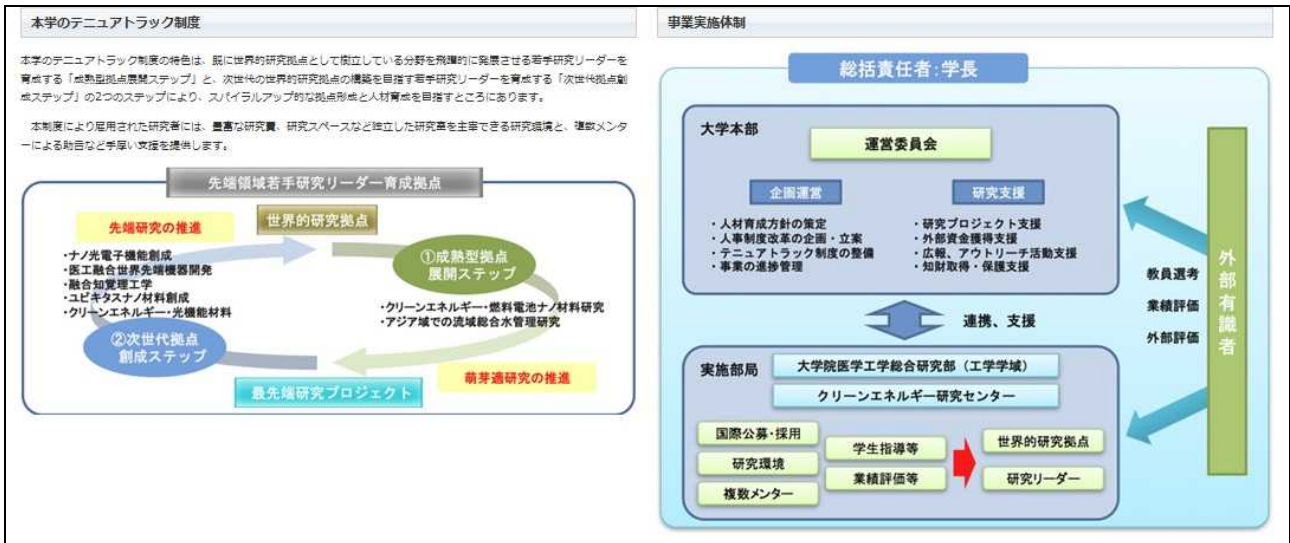 本学のテニュアトラック制度
本学のテニュアトラック制度の特色は、既に世界的研究拠点として樹立している分野を飛躍的に発展させる若手研究リーダーを
育成する「成熟型拠点展開ステップ」と、次世代の世界的研究拠点の構築を目指す若手研究リーダーを育成する「次世代拠点創
成ステップ」の2つのステップにより、スパイラルアップ的な拠点形成と人材育成を目指すところにあります。
本制度により雇用された研究者には、豊富な研究費、研究スペースなど独立した研究室を主宰できる研究環境と、複数メンタ
ーによる助言など手厚い支援を提供します。
先端領域若手研究リーダー育成拠点
世界的研究拠点
先端研究の推進
・ナノ光電子機能創成
・医工融合世界先端機器開発
・融合知覚理工学
・ユビキタスナノ材料創成
・クリーンエネルギー・光機能材料
①成熟型拠点
展開ステップ
・クリーンエネルギー・燃料電池ナノ材料研究
・アジア域での流域総合水管理研究
②次世代拠点
創成ステップ
萌芽適研究の推進
最先端研究プロジェクト
事業実施体制
総括責任者:学長
大学本部
運営委員会
企画運営
・人材育成方針の策定
・人事制度改革の企画・立案
・テニュアトラック制度の整備
・事業の進捗管理
研究支援
・研究プロジェクト支援
・外部資金獲得支援
・広報、アウトリーチ活動支援
・知財取得・保護支援
連携、支援
教員選考
業績評価
外部評価
外部有識者
実施部局
大学院医学工学総合研究部（工学学域）
クリーンエネルギー研究センター
国際公募・採用
研究環境
複数メンター
学生指導等
業績評価等
世界的研究拠点
研究リーダー